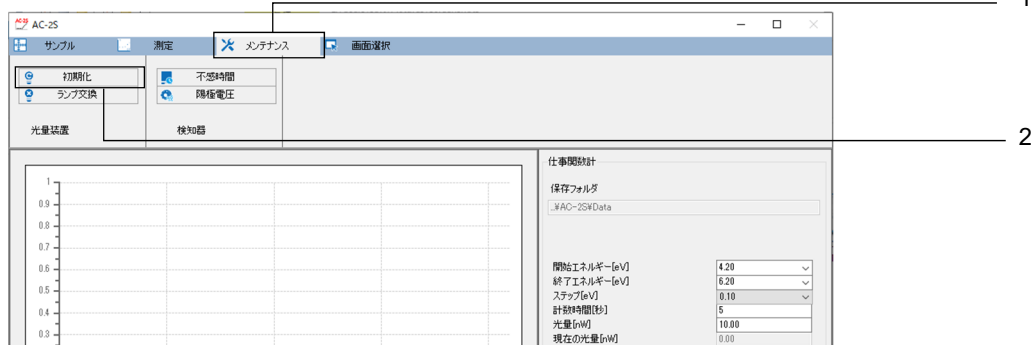 1
AC-2S
サンプル 測定 メンテナンス 画面選択
初期化 不感時間
ランプ交換 陽極電圧
光量装置 検知器
2
仕事関数計
保存フォルダ
..¥AC-2S¥Data
1
0.9
0.8
0.7
0.6
0.5
0.4
0.3
開始エネルギー[eV] 4.20
終了エネルギー[eV] 6.20
ステップ[eV] 0.10
計数時間[秒] 5
光量[nW] 10.00
現在の光量[nW] 0.00